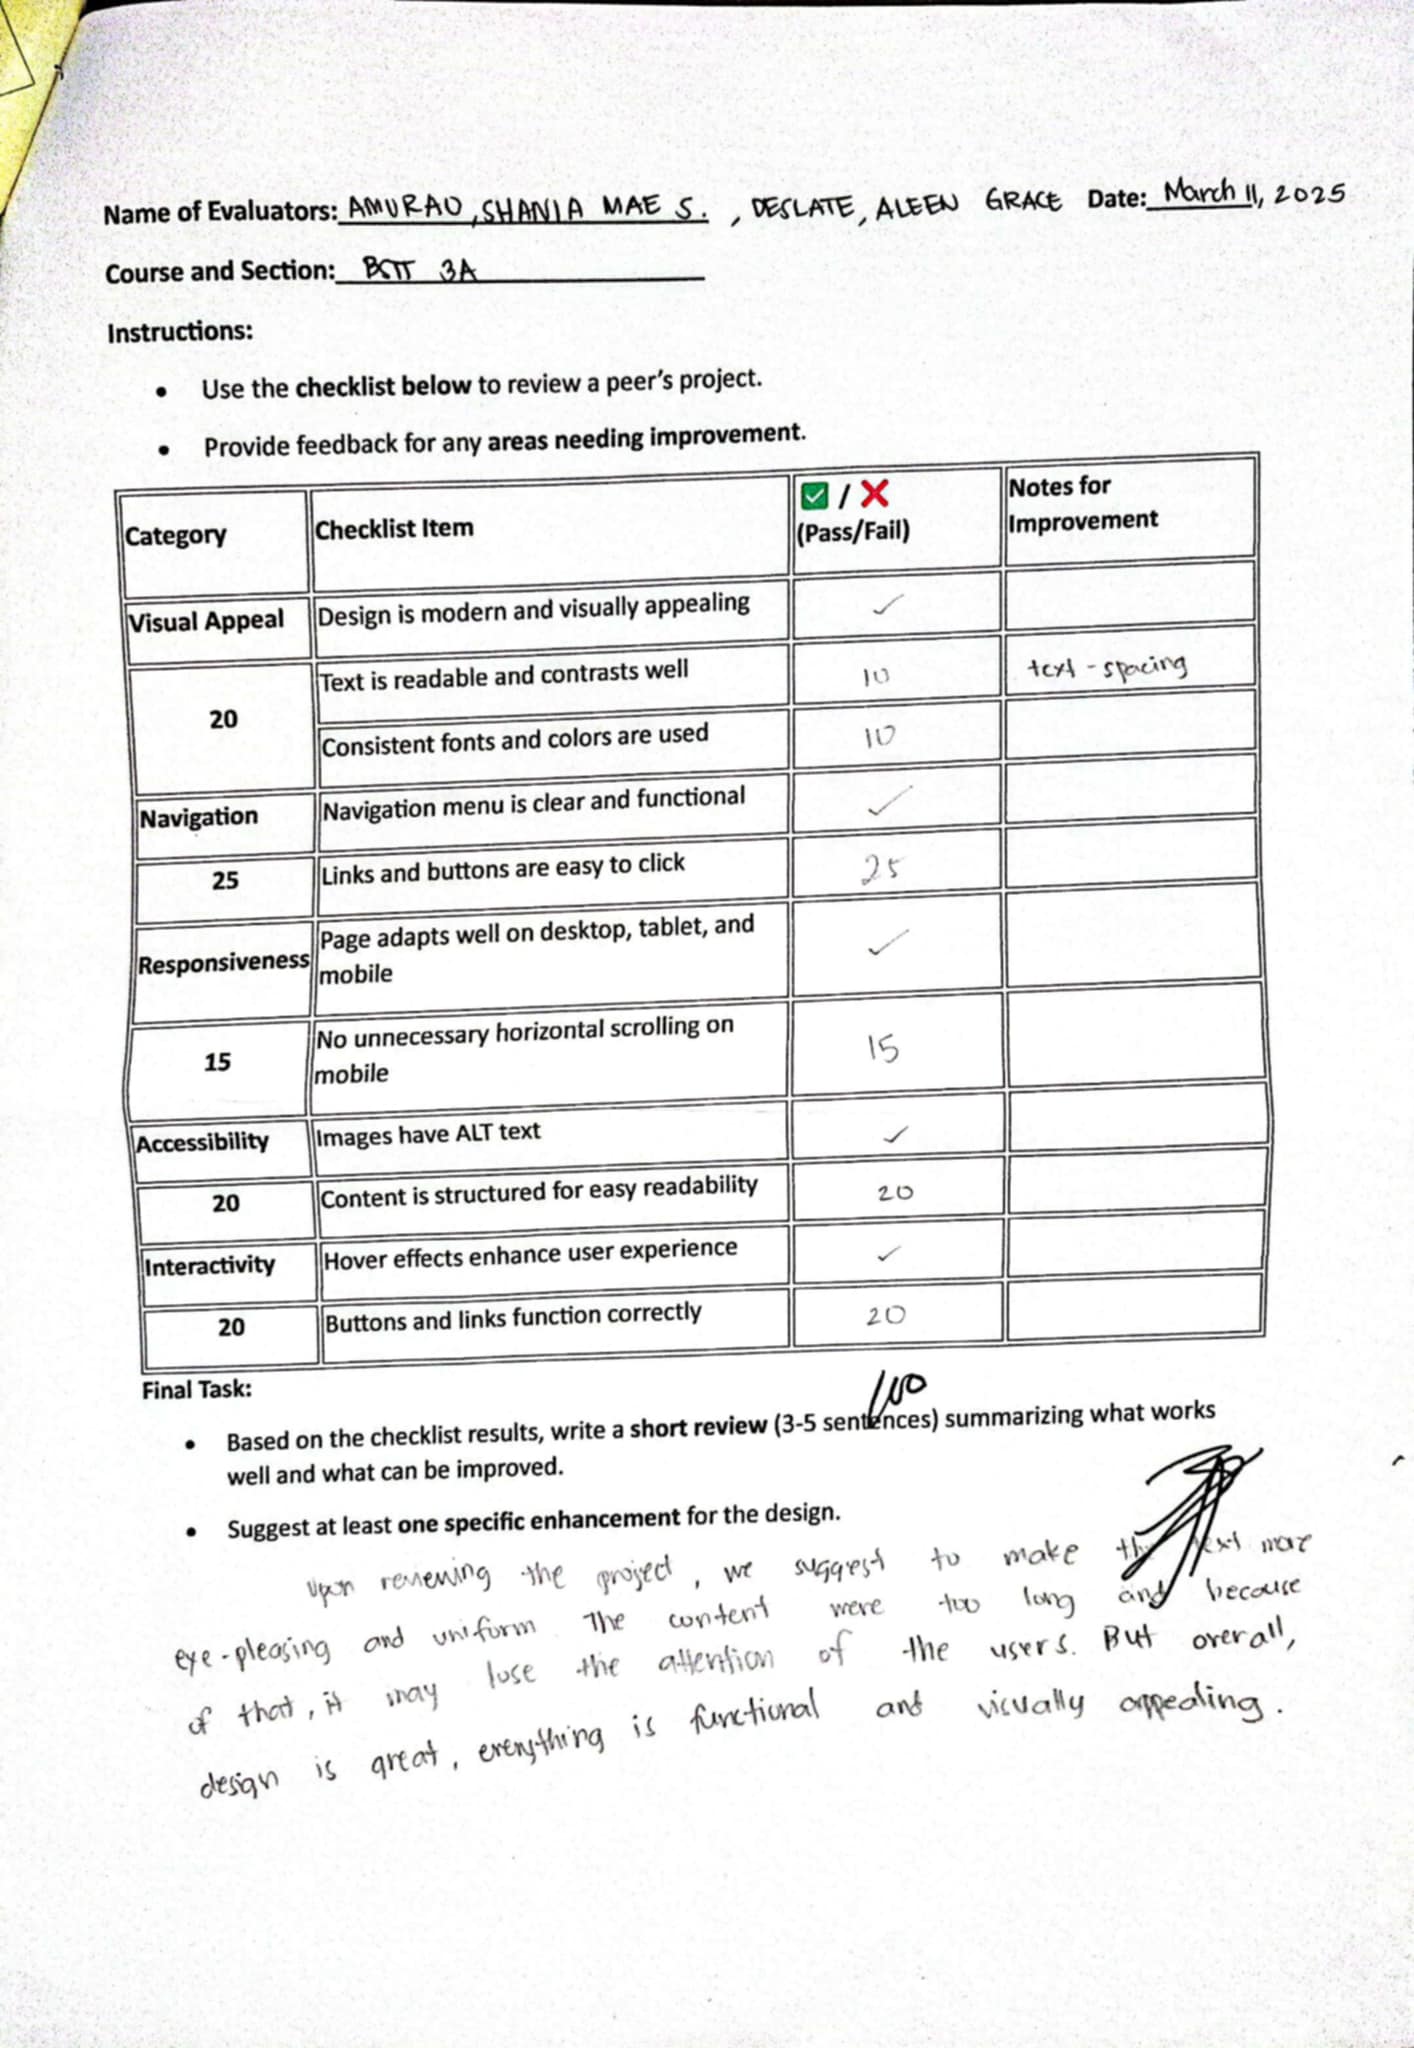 Name of Evaluators: AMURAO, SHANIA MAE S. , DESLATE, ALEEN GRACE Date: March 11, 2025
Course and Section: BSIT 3A
Instructions:
• Use the checklist below to review a peer's project.
• Provide feedback for any areas needing improvement.
Category Checklist Item ✅ / ❌ (Pass/Fail) Notes for Improvement
Visual Appeal Design is modern and visually appealing ✓
20 Text is readable and contrasts well 10 text - spacing
Consistent fonts and colors are used 10
Navigation Navigation menu is clear and functional ✓
25 Links and buttons are easy to click 25
Responsiveness Page adapts well on desktop, tablet, and mobile ✓
15 No unnecessary horizontal scrolling on mobile 15
Accessibility Images have ALT text ✓
20 Content is structured for easy readability 20
Interactivity Hover effects enhance user experience ✓
20 Buttons and links function correctly 20
Final Task:
100
• Based on the checklist results, write a short review (3-5 sentences) summarizing what works
well and what can be improved.
• Suggest at least one specific enhancement for the design.
Upon reviewing the project, we suggest to make the text more
eye-pleasing and uniform. The content were too long and because
of that, it may lose the attention of the users. But overall,
design is great, everything is functional and visually appealing.